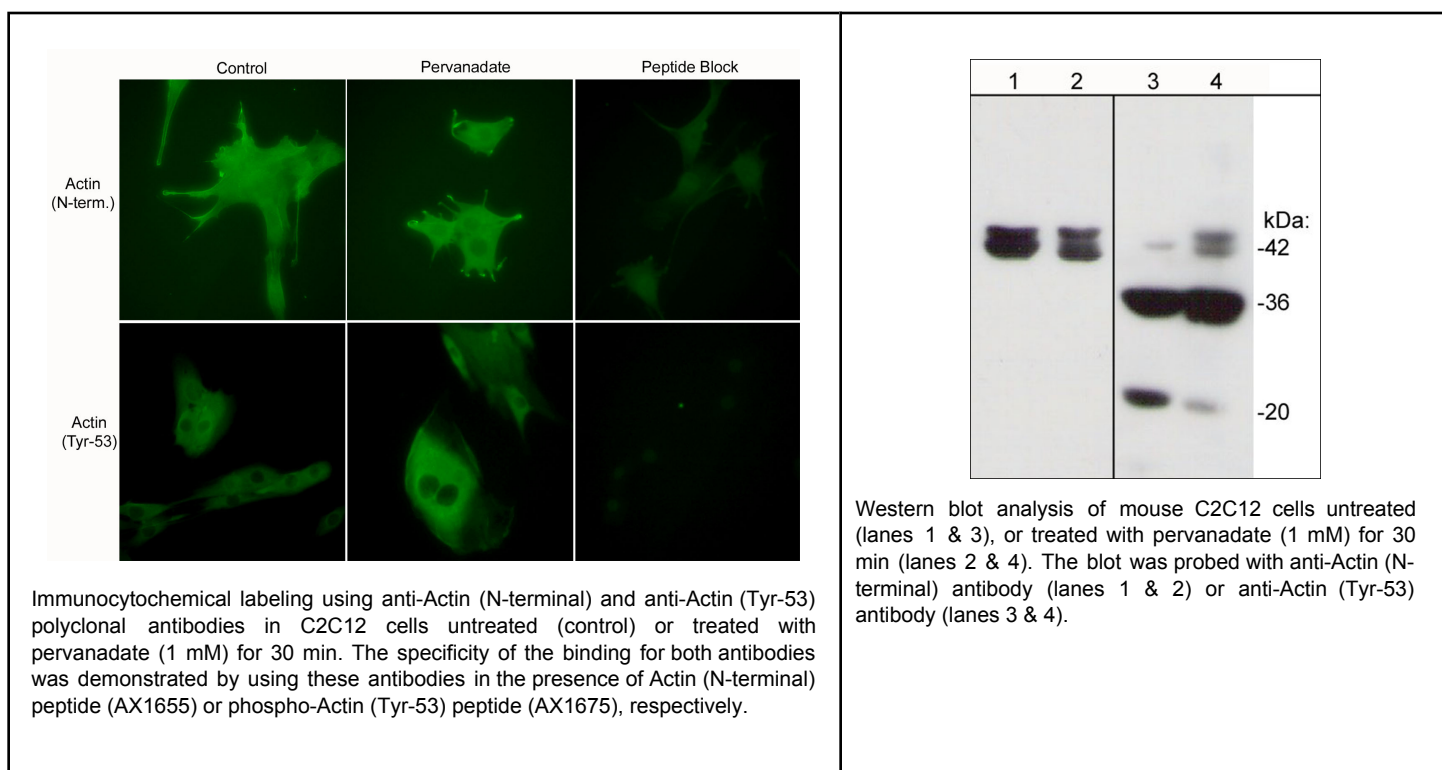 Control Pervanadate Peptide Block
Actin
(N-term.)
Actin
(Tyr-53)
Immunocytochemical labeling using anti-Actin (N-terminal) and anti-Actin (Tyr-53)
polyclonal antibodies in C2C12 cells untreated (control) or treated with
pervanadate (1 mM) for 30 min. The specificity of the binding for both antibodies
was demonstrated by using these antibodies in the presence of Actin (N-terminal)
peptide (AX1655) or phospho-Actin (Tyr-53) peptide (AX1675), respectively.
1 2 3 4
kDa:
-42
-36
-20
Western blot analysis of mouse C2C12 cells untreated
(lanes 1 & 3), or treated with pervanadate (1 mM) for 30
min (lanes 2 & 4). The blot was probed with anti-Actin (N-
terminal) antibody (lanes 1 & 2) or anti-Actin (Tyr-53)
antibody (lanes 3 & 4).